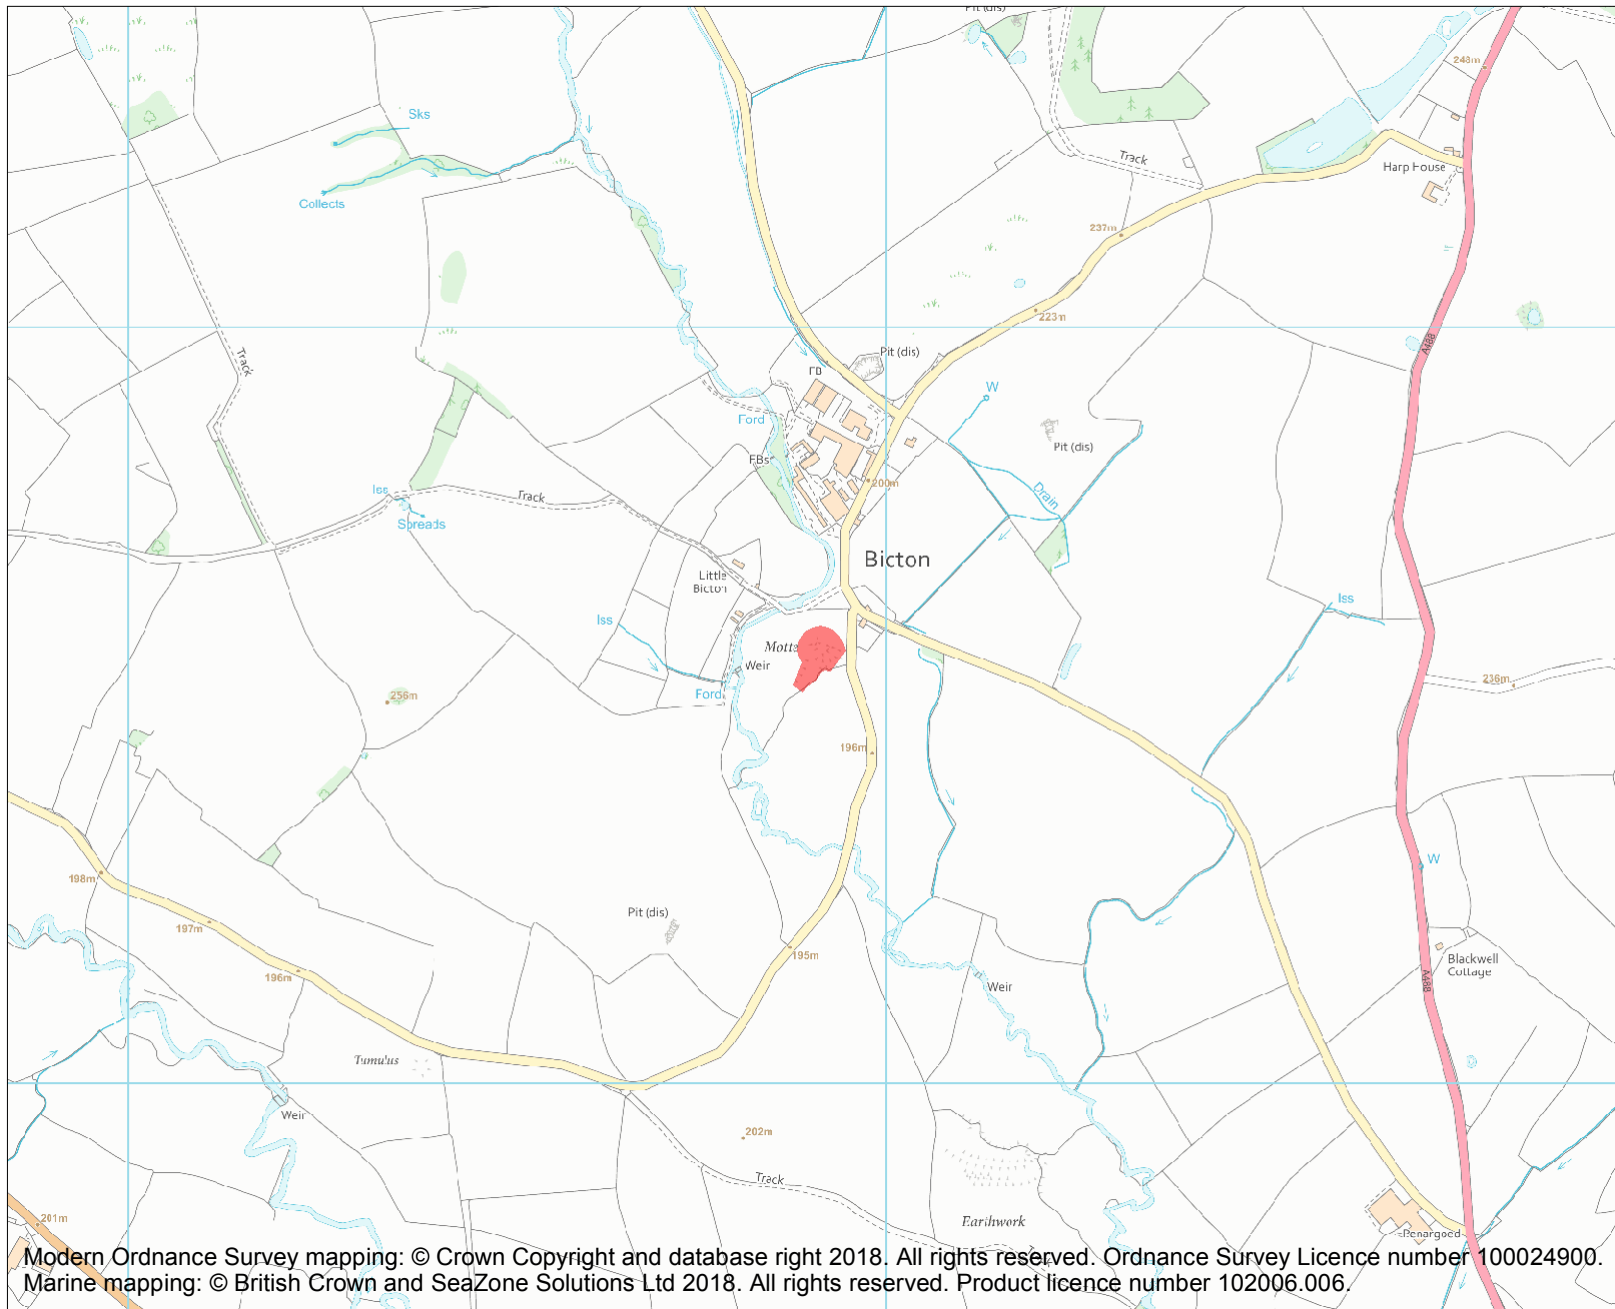 Pit (dis)
248m
Sks
Track
Harp House
Collects
237m
223m
Track
A488
Pit (dis)
FB
W
Ford
Pit (dis)
FBs
200m
Iss
Track
Drain
Spreads
Bicton
Little
Bicton
Iss
Iss
Motte
Weir
236m
Ford
256m
196m
W
198m
Pit (dis)
197m
195m
Blackwell
Cottage
196m
A488
Weir
Tumulus
Weir
202m
Track
201m
Earthwork
Penargoed
Modern Ordnance Survey mapping: © Crown Copyright and database right 2018. All rights reserved. Ordnance Survey Licence number 100024900.
Marine mapping: © British Crown and SeaZone Solutions Ltd 2018. All rights reserved. Product licence number 102006.006.